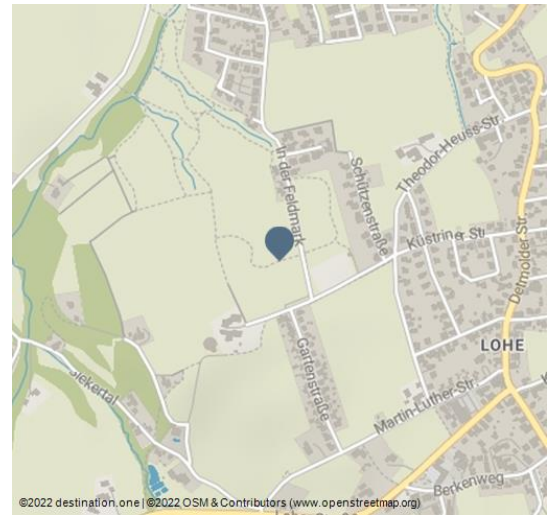 Theodor-Heuss-Str.
In der Feldmark
Schützenstraße
Küstriner Str
Detmolder Str.
LOHE
Gartenstraße
Martin-Luther-Str.
Sickertal
Berkenweg
©2022 destination.one | ©2022 OSM & Contributors (www.openstreetmap.org)